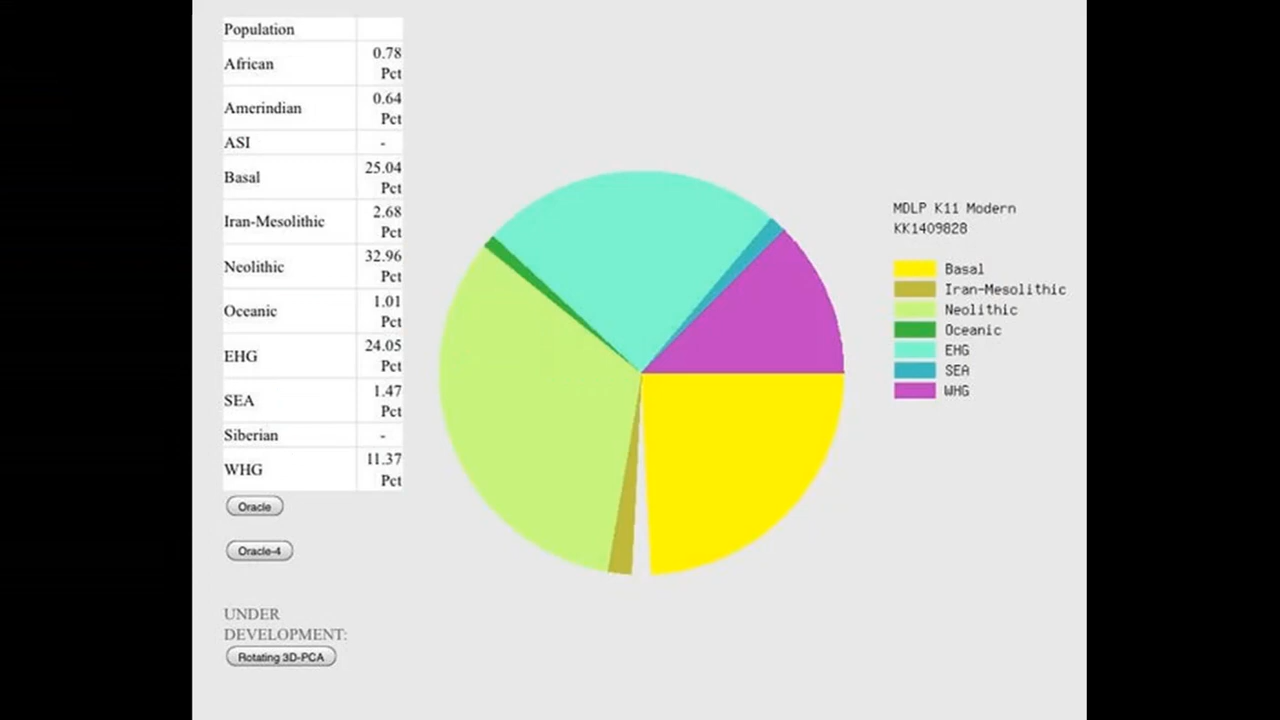 Population
African 0.78 Pct
Amerindian 0.64 Pct
ASI -
Basal 25.04 Pct
Iran-Mesolithic 2.68 Pct
Neolithic 32.96 Pct
Oceanic 1.01 Pct
EHG 24.05 Pct
SEA 1.47 Pct
Siberian -
WHG 11.37 Pct
Oracle
Oracle-4
UNDER
DEVELOPMENT:
Rotating 3D-PCA
MDLP K11 Modern
KK1409828
Basal
Iran-Mesolithic
Neolithic
Oceanic
EHG
SEA
WHG